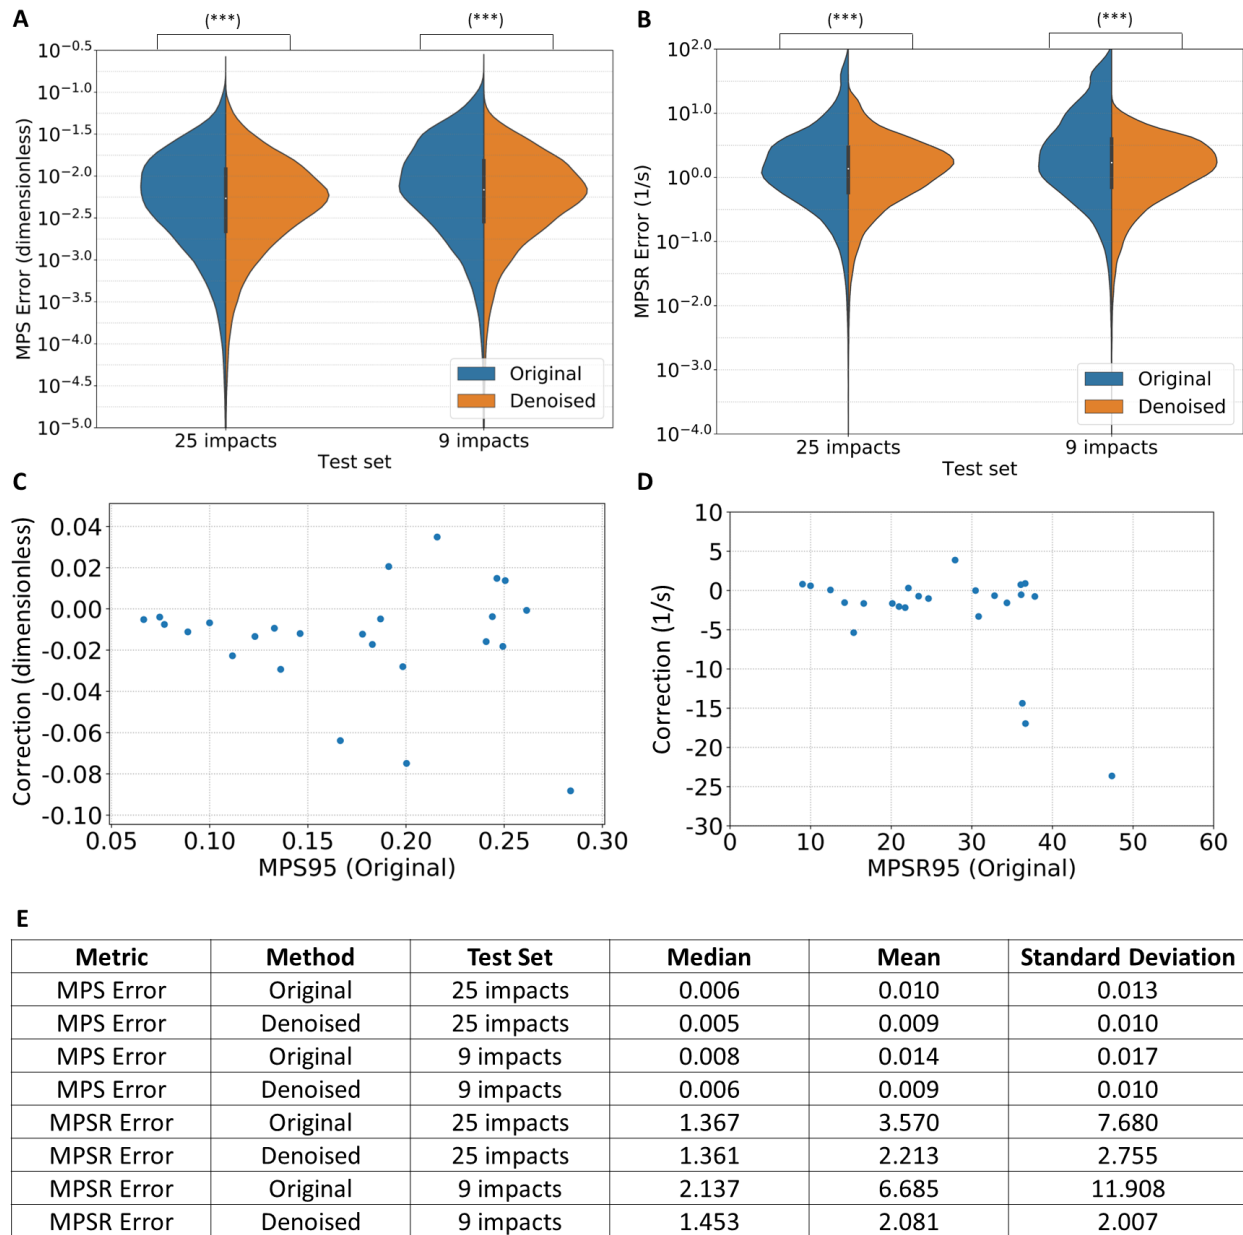 A
(***)
(***)
MPS Error (dimensionless)
10^−0.5
10^−1.0
10^−1.5
10^−2.0
10^−2.5
10^−3.0
10^−3.5
10^−4.0
10^−4.5
10^−5.0
Original
Denoised
25 impacts
9 impacts
Test set
B
(***)
(***)
MPSR Error (1/s)
10^2.0
10^1.0
10^0.0
10^−1.0
10^−2.0
10^−3.0
10^−4.0
Original
Denoised
25 impacts
9 impacts
Test set
C
Correction (dimensionless)
0.04
0.02
0.00
-0.02
-0.04
-0.06
-0.08
-0.10
0.05 0.10 0.15 0.20 0.25 0.30
MPS95 (Original)
D
Correction (1/s)
10
5
0
-5
-10
-15
-20
-25
-30
0 10 20 30 40 50 60
MPSR95 (Original)
E
Metric Method Test Set Median Mean Standard Deviation
MPS Error Original 25 impacts 0.006 0.010 0.013
MPS Error Denoised 25 impacts 0.005 0.009 0.010
MPS Error Original 9 impacts 0.008 0.014 0.017
MPS Error Denoised 9 impacts 0.006 0.009 0.010
MPSR Error Original 25 impacts 1.367 3.570 7.680
MPSR Error Denoised 25 impacts 1.361 2.213 2.755
MPSR Error Original 9 impacts 2.137 6.685 11.908
MPSR Error Denoised 9 impacts 1.453 2.081 2.007